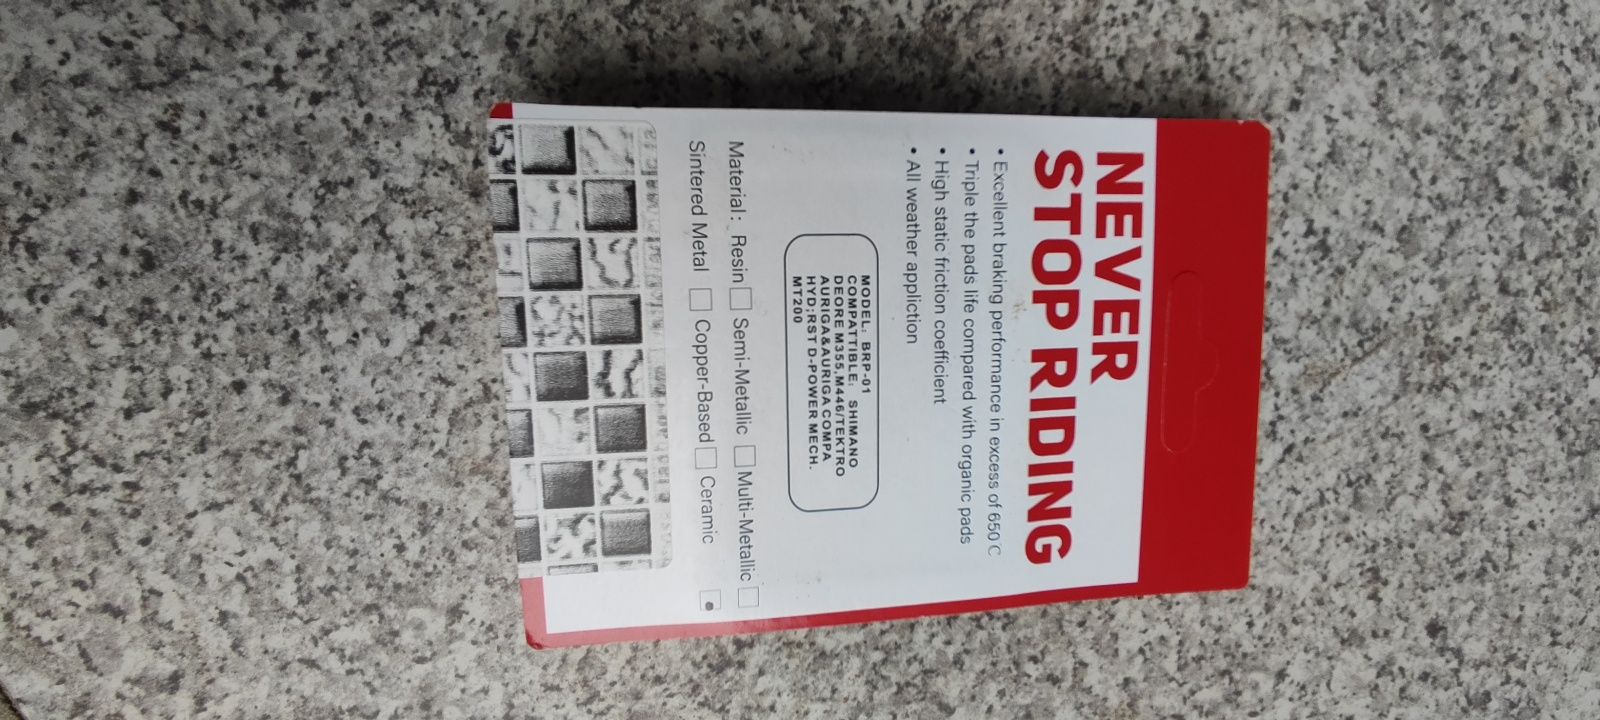 NEVER
STOP RIDING
• Excellent braking performance in excess of 650℃
• Triple the pads life compared with organic pads
• High static friction coefficient
• All weather appliction
MODEL: BRP-01
COMPATTIBLE: SHIMANO
DEORE M355,M446/TEKTRO
AURIGA&AURIGA COMPA
HYD;RST D-POWER MECH.
MT200
Material: Resin □ Semi-Metallic □ Multi-Metallic □
Sintered Metal □ Copper-Based □ Ceramic